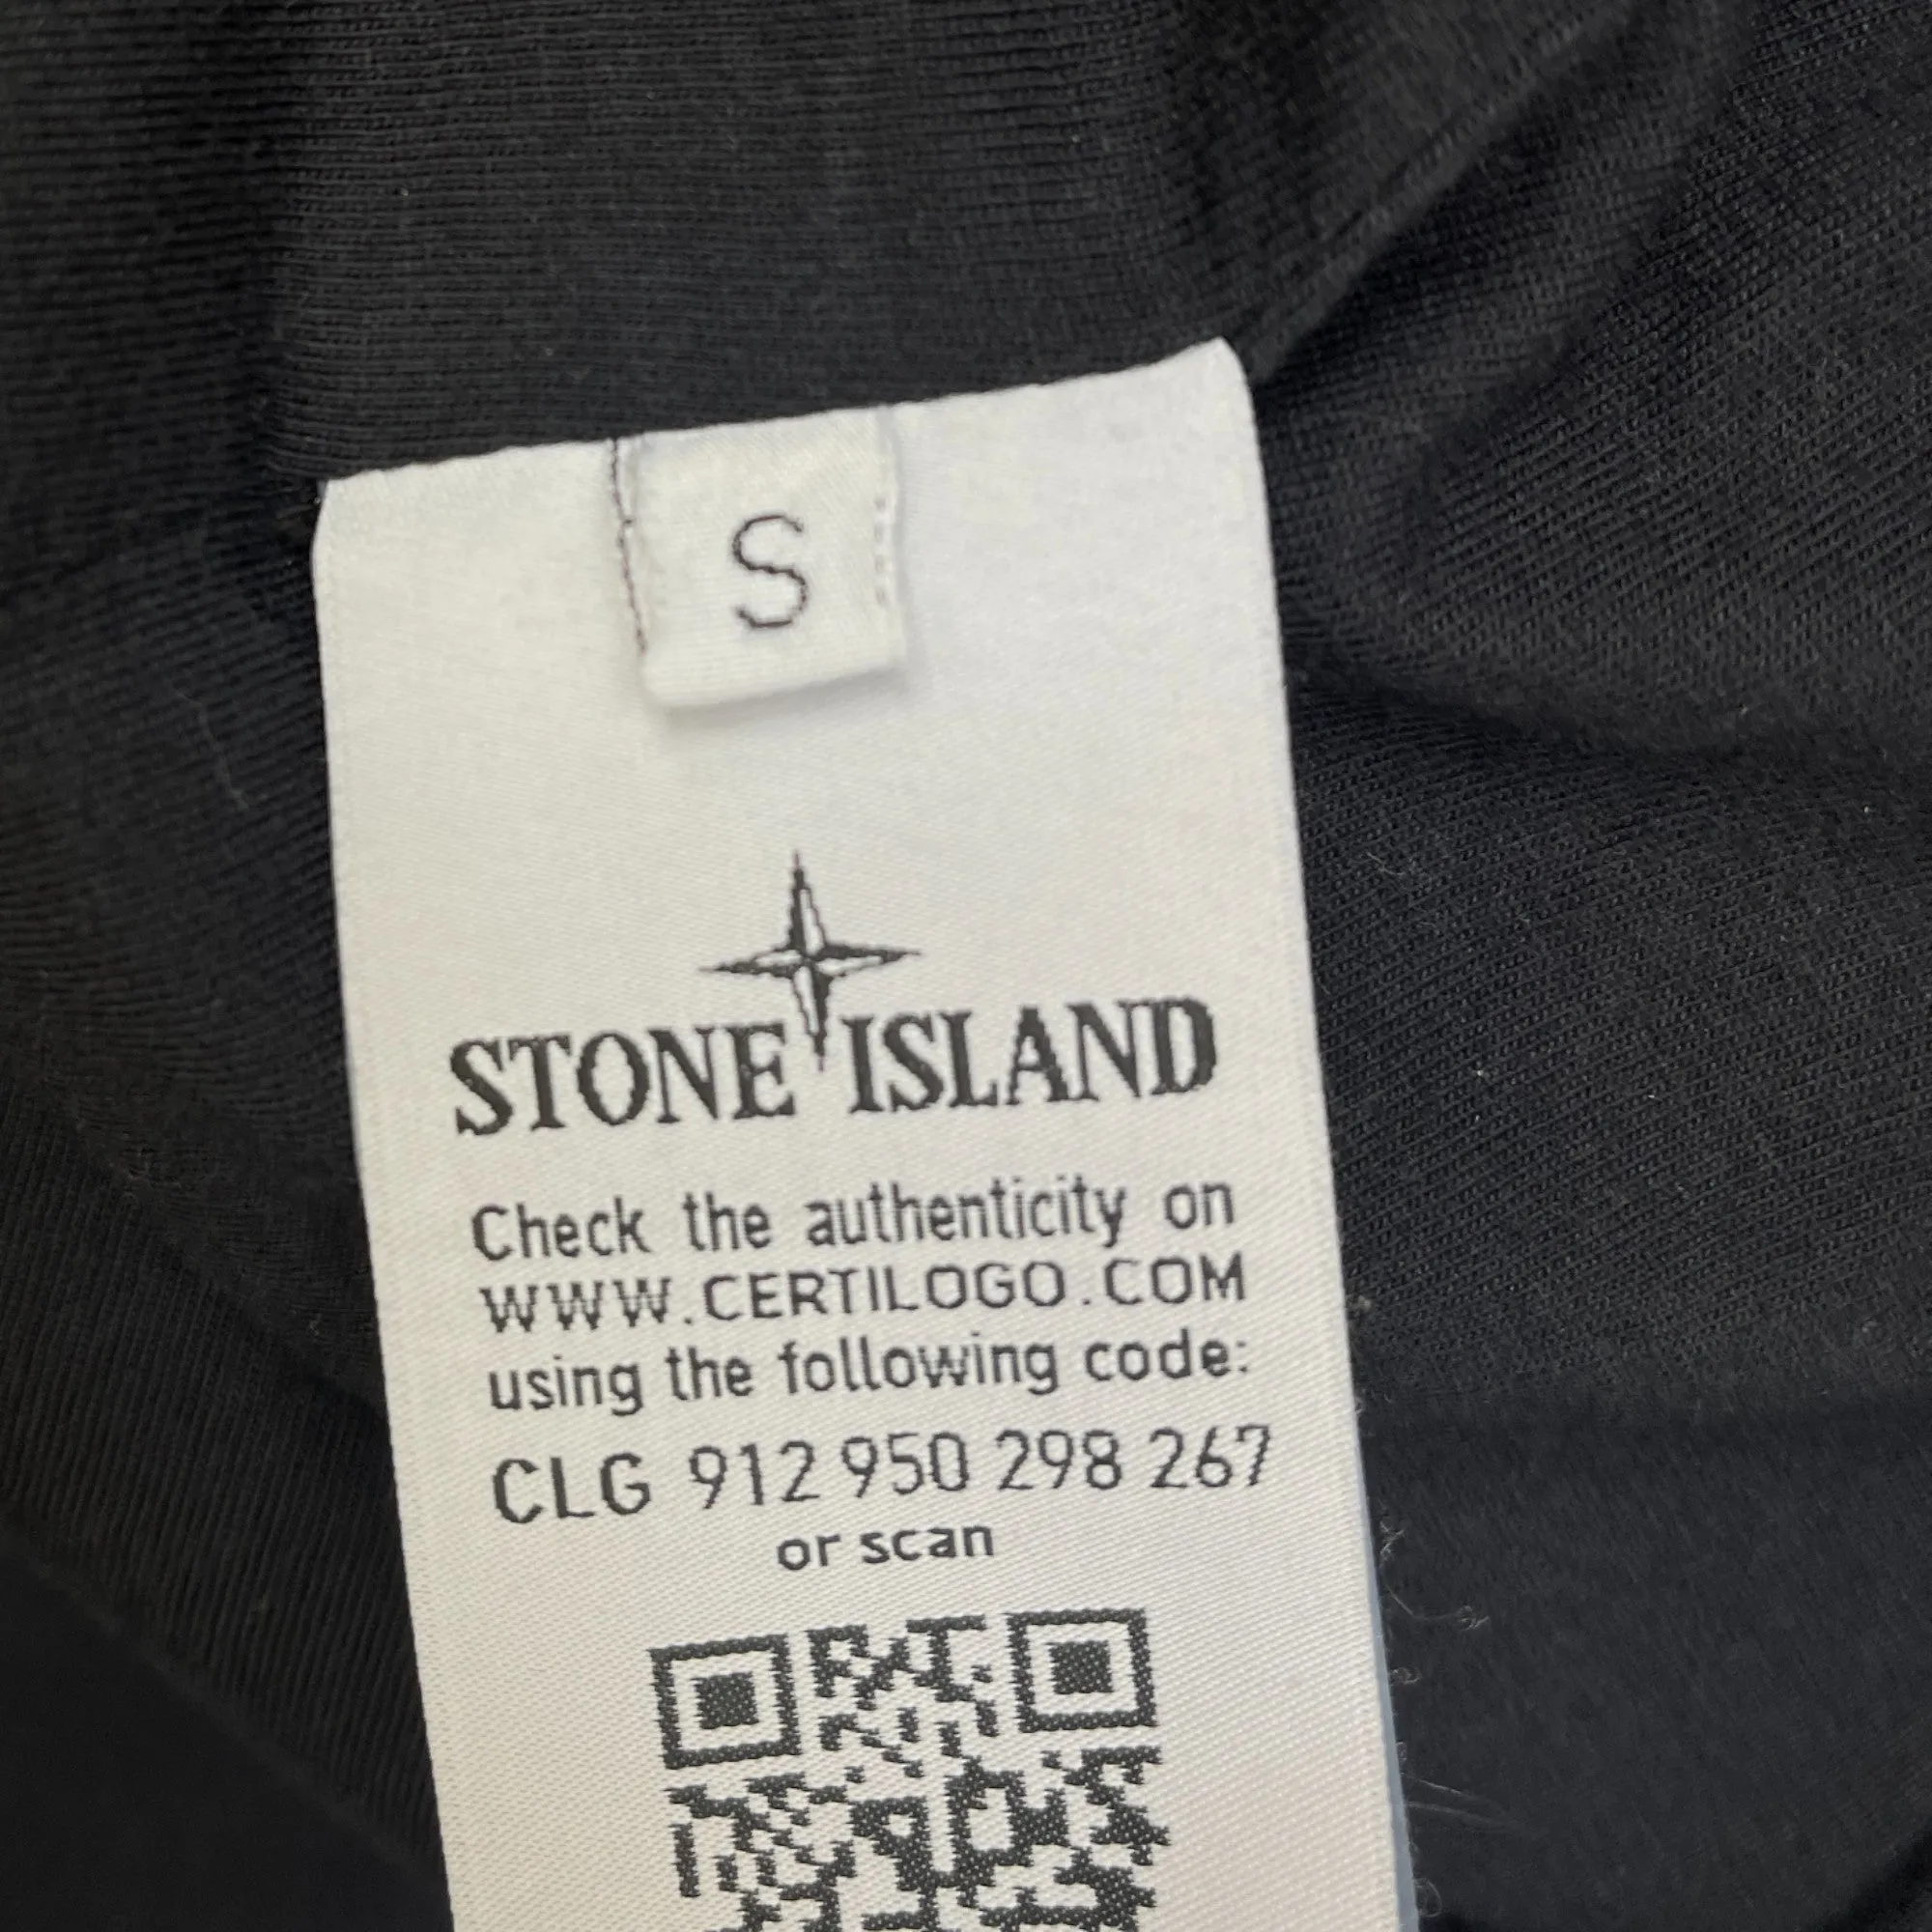 S
STONE ISLAND
Check the authenticity on
WWW.CERTILOGO.COM
using the following code:
CLG 912 950 298 267
or scan